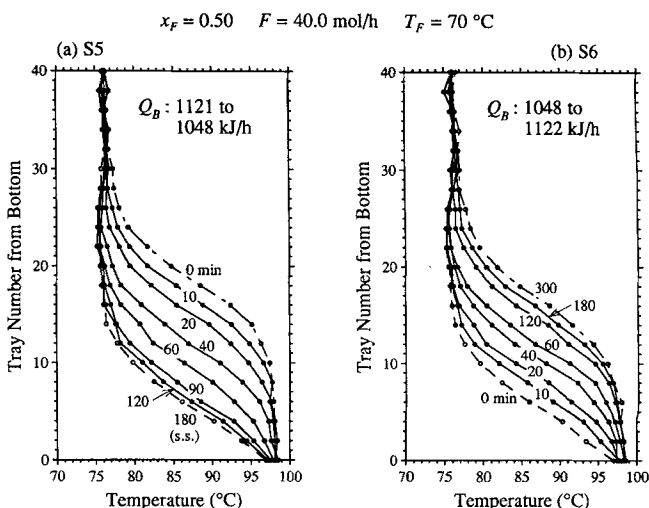 x_F = 0.50 F = 40.0 mol/h T_F = 70 °C
(a) S5
40
30
20
10
0
Tray Number from Bottom
Q_B : 1121 to
1048 kJ/h
0 min
10
20
40
60
90
120
180
(s.s.)
70 75 80 85 90 95 100
Temperature (°C)
(b) S6
40
30
20
10
0
Tray Number from Bottom
Q_B : 1048 to
1122 kJ/h
300
180
120
60
40
20
10
0 min
70 75 80 85 90 95 100
Temperature (°C)